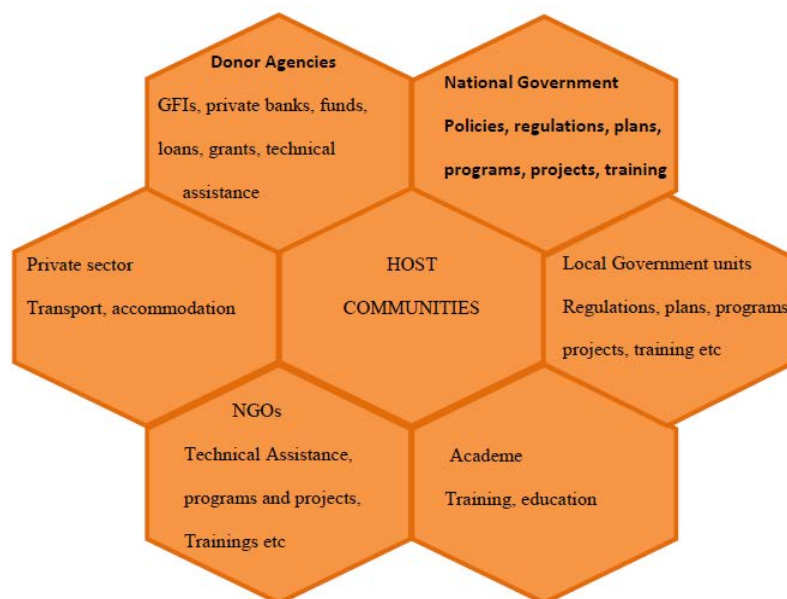 Donor Agencies
GFIs, private banks, funds,
loans, grants, technical
assistance
National Government
Policies, regulations, plans,
programs, projects, training
Private sector
Transport, accommodation
HOST
COMMUNITIES
Local Government units
Regulations, plans, programs
projects, training etc
NGOs
Technical Assistance,
programs and projects,
Trainings etc
Academe
Training, education